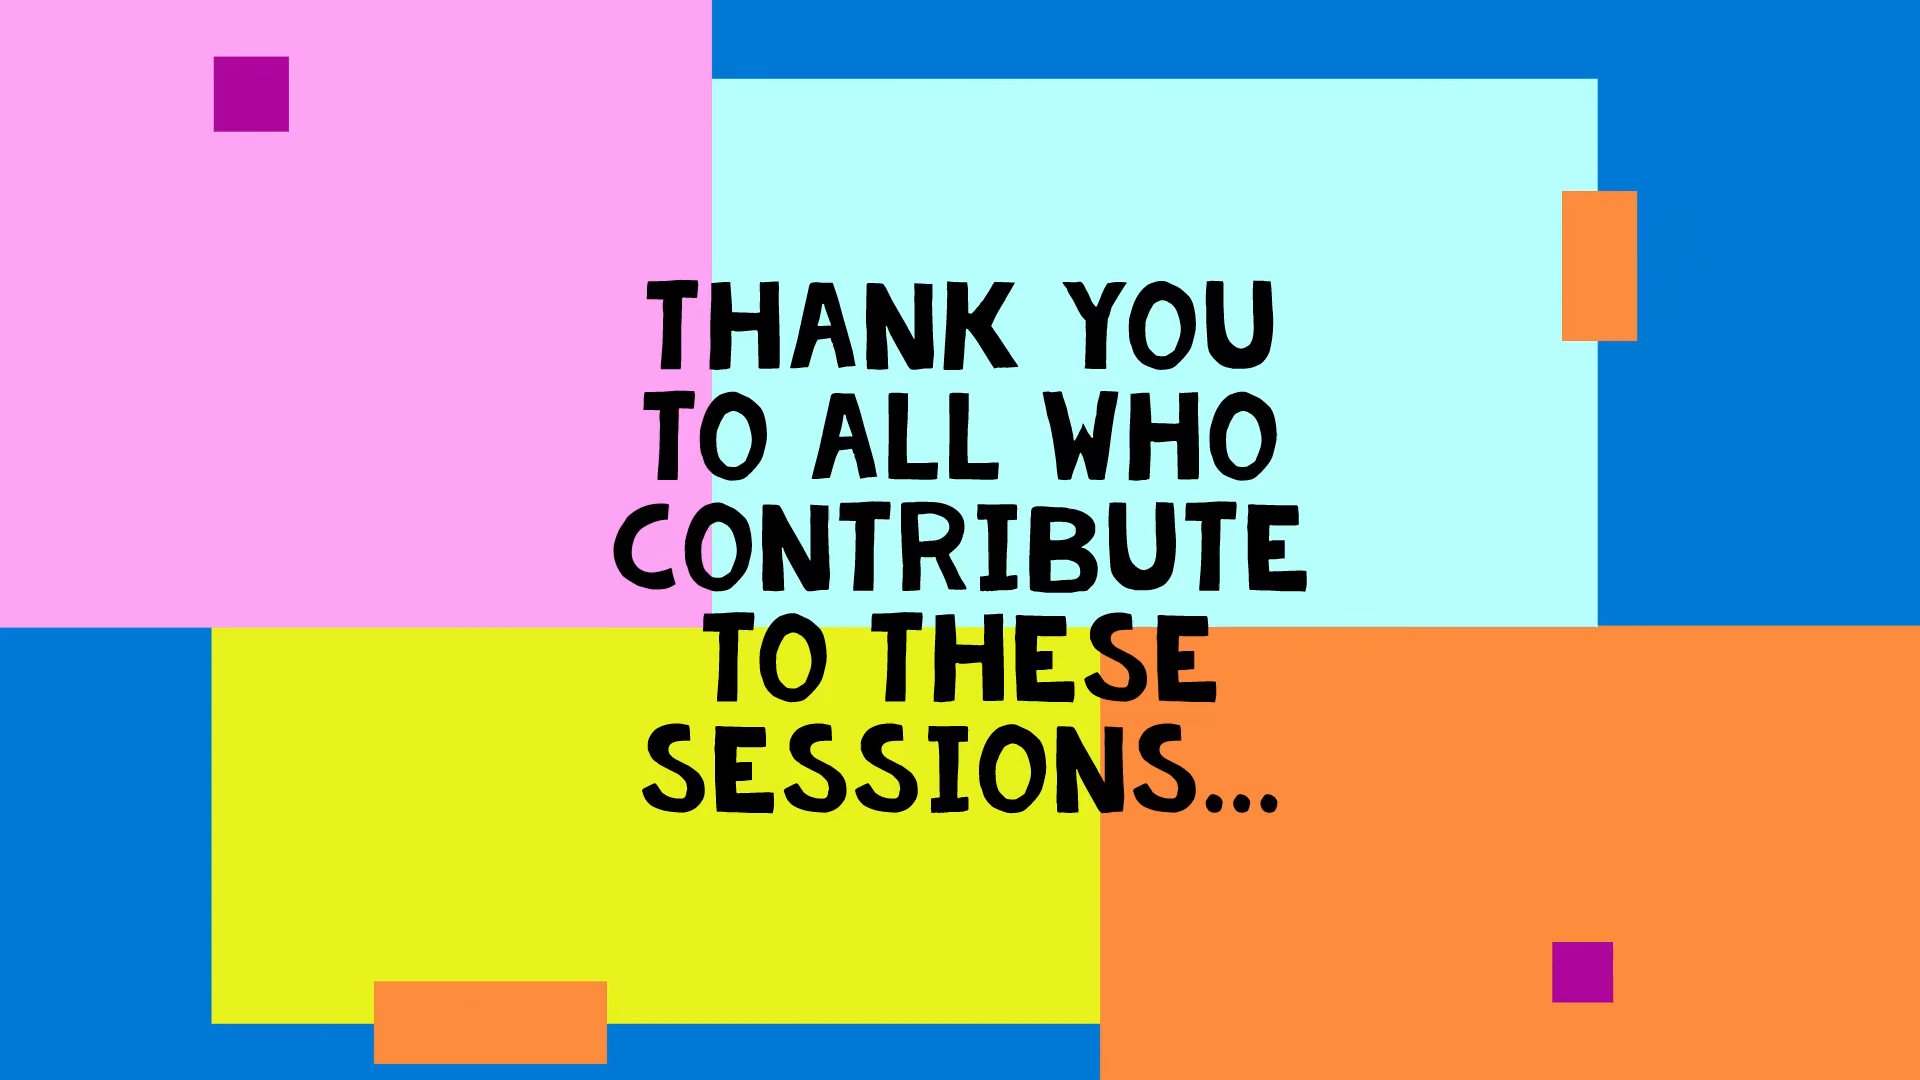 THANK YOU
TO ALL WHO
CONTRIBUTE
TO THESE
SESSIONS...